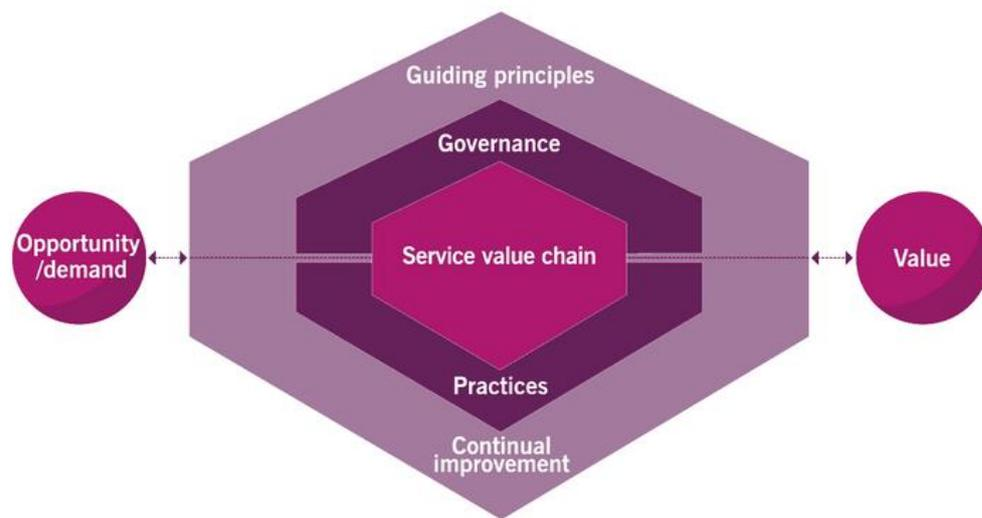 Guiding principles
Governance
Opportunity
/demand
Service value chain
Value
Practices
Continual
improvement